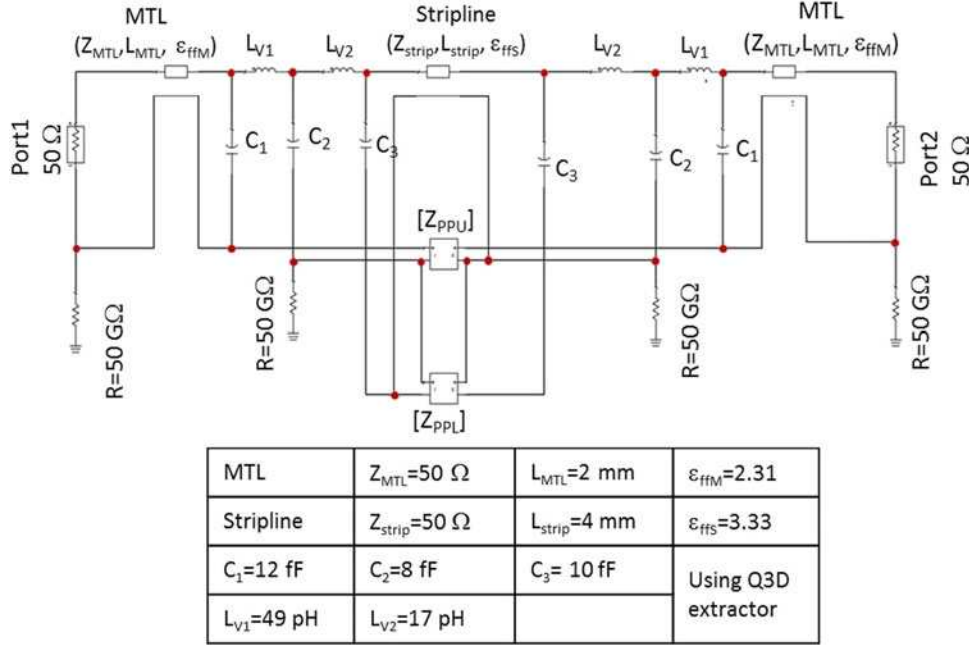 MTL
(Z_MTL,L_MTL, ε_ffM)
L_V1
L_V2
Stripline
(Z_strip,L_strip, ε_ffS)
L_V2
L_V1
MTL
(Z_MTL,L_MTL, ε_ffM)
Port1
50 Ω
C_1
C_2
C_3
C_3
C_2
C_1
Port2
50 Ω
[Z_PPU]
R=50 GΩ
R=50 GΩ
R=50 GΩ
R=50 GΩ
[Z_PPL]
MTL Z_MTL=50 Ω L_MTL=2 mm ε_ffM=2.31
Stripline Z_strip=50 Ω L_strip=4 mm ε_ffS=3.33
C_1=12 fF C_2=8 fF C_3= 10 fF Using Q3D
extractor
L_V1=49 pH L_V2=17 pH